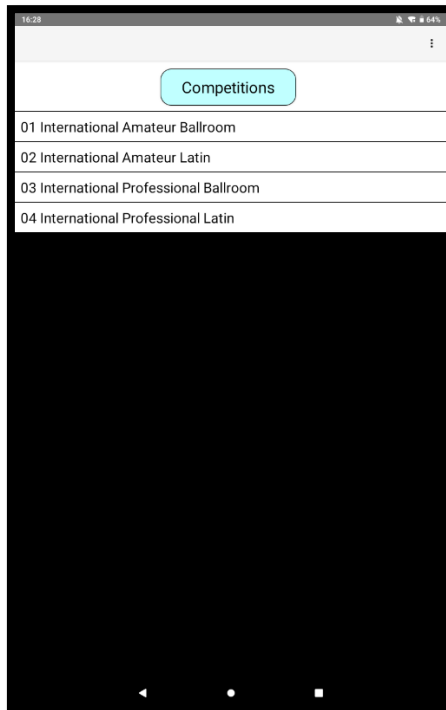 16:28
64%
Competitions
01 International Amateur Ballroom
02 International Amateur Latin
03 International Professional Ballroom
04 International Professional Latin